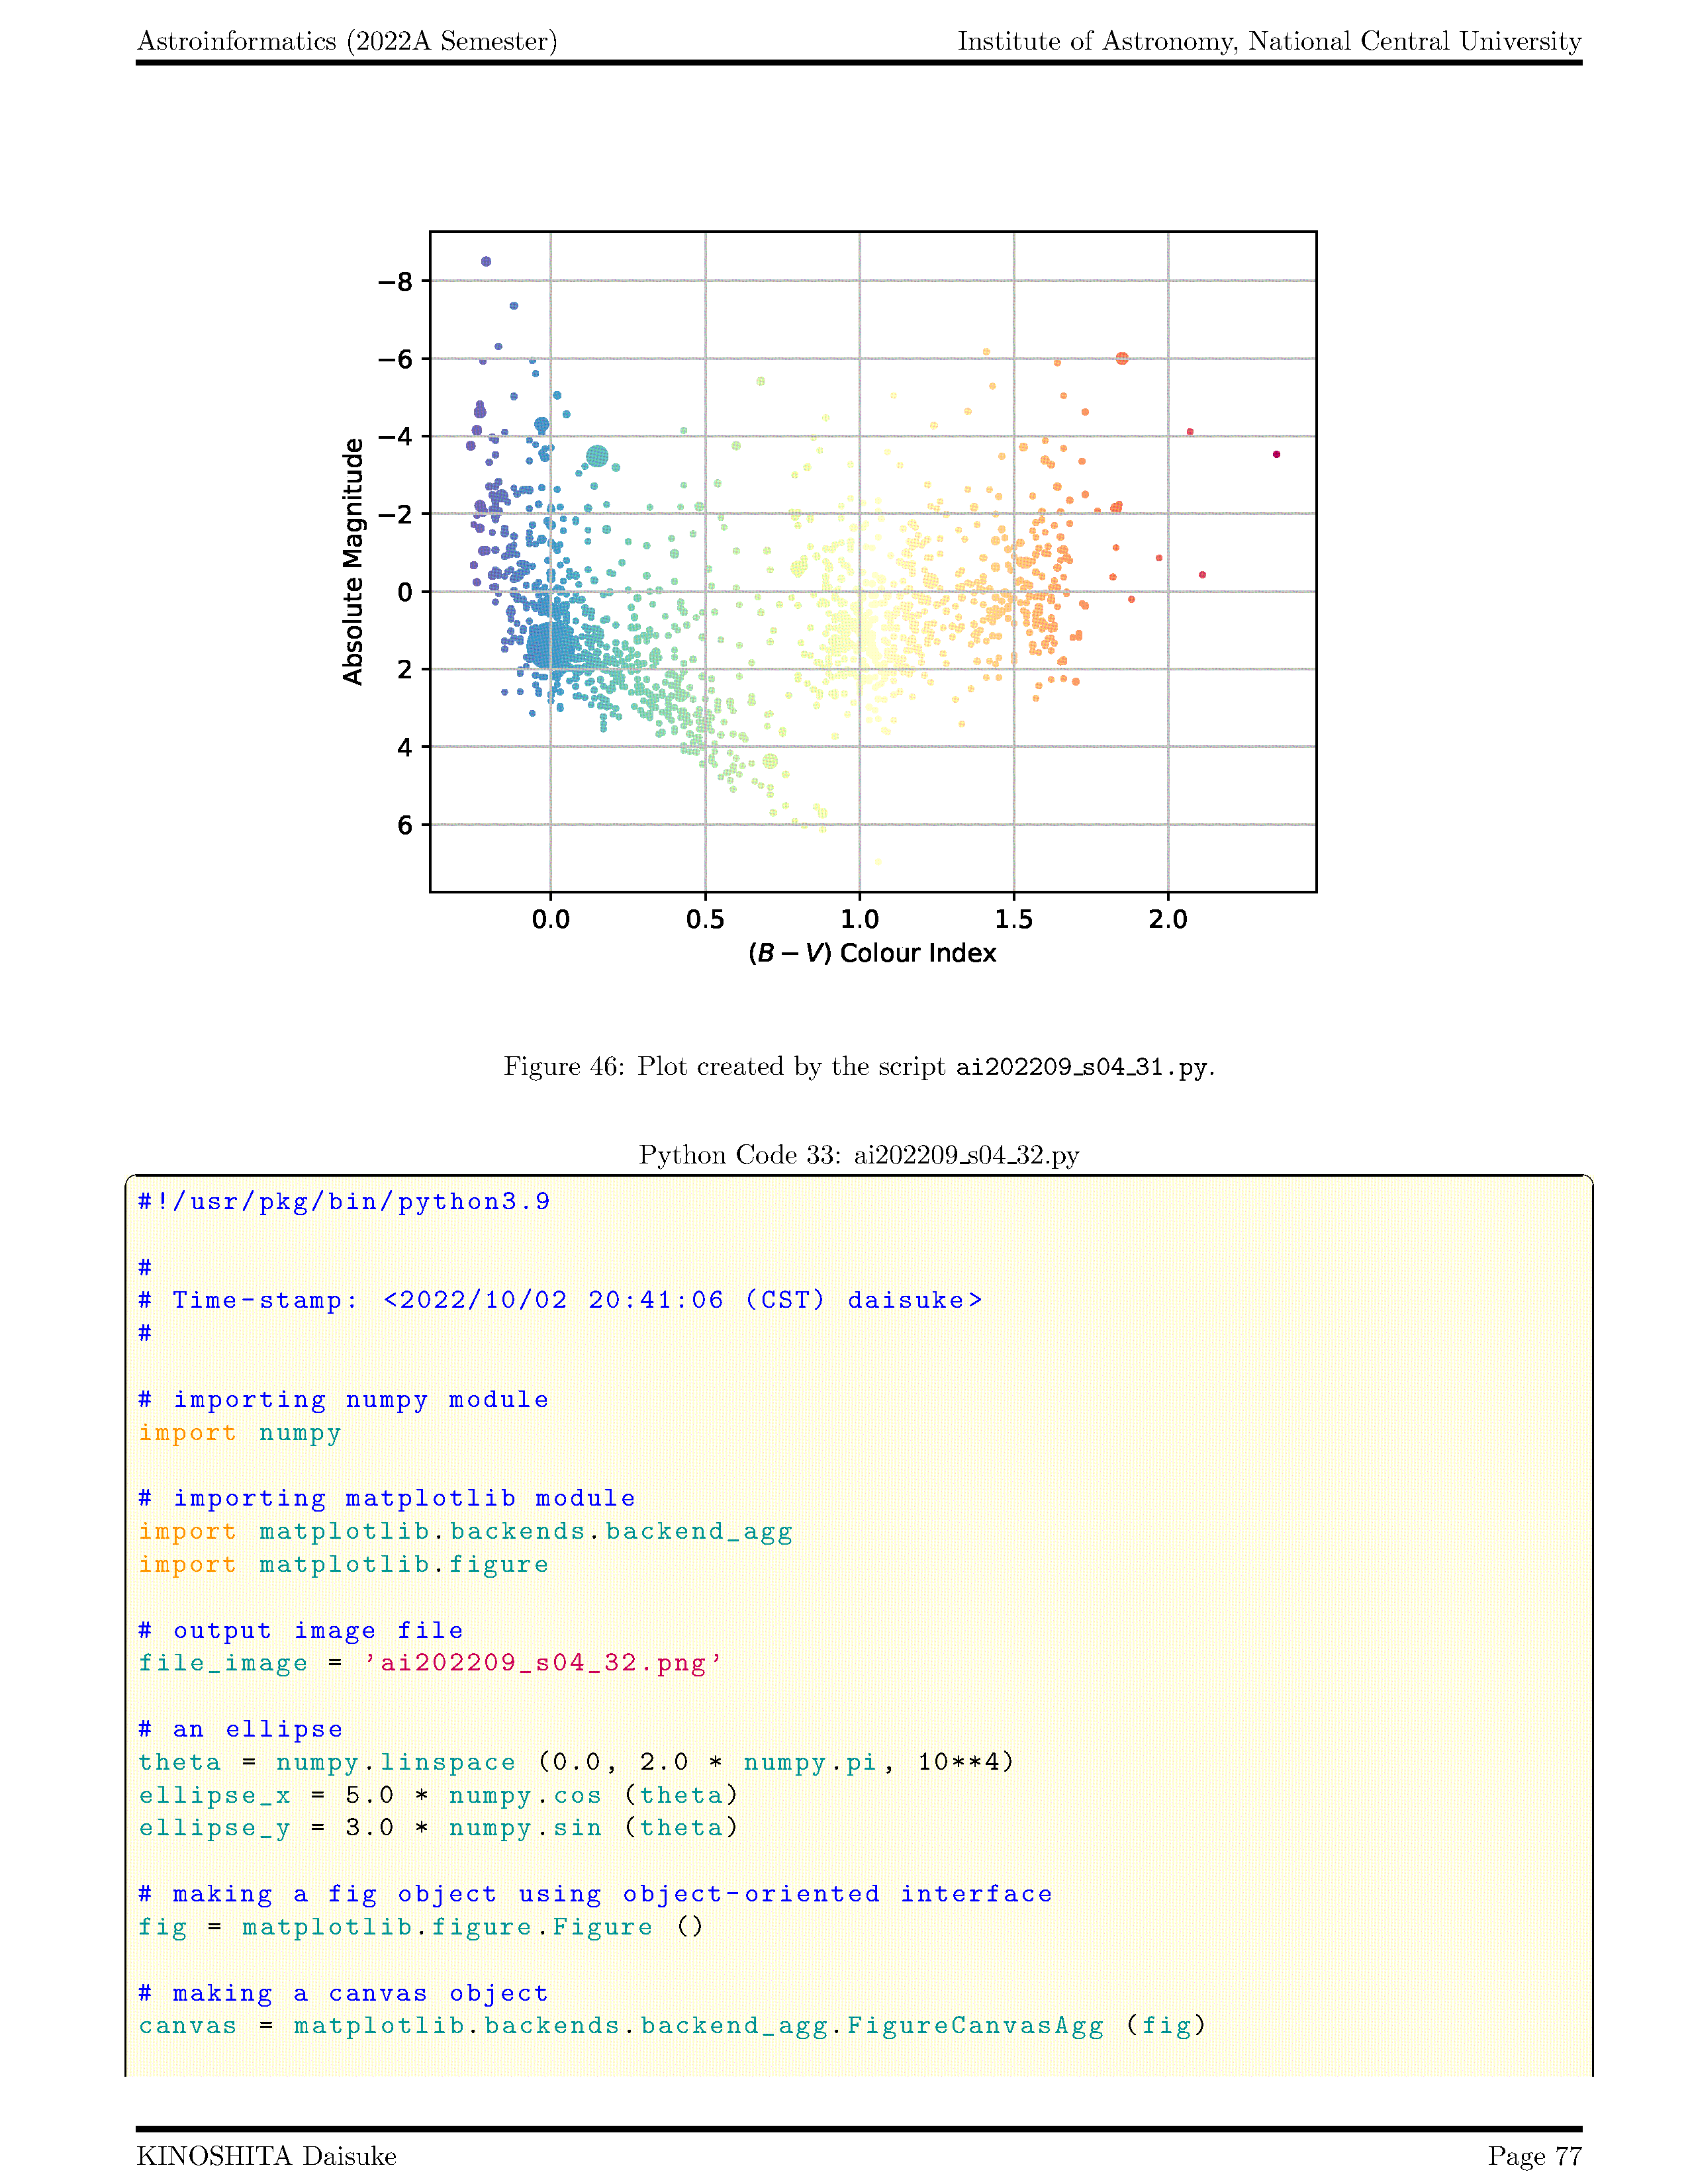 Astroinformatics (2022A Semester) Institute of Astronomy, National Central University
−8
−6
−4
−2
0
2
4
6
Absolute Magnitude
0.0 0.5 1.0 1.5 2.0
(B − V) Colour Index
Figure 46: Plot created by the script ai202209_s04_31.py.
Python Code 33: ai202209_s04_32.py
#!/usr/pkg/bin/python3.9
#
# Time-stamp: <2022/10/02 20:41:06 (CST) daisuke>
#
# importing numpy module
import numpy
# importing matplotlib module
import matplotlib.backends.backend_agg
import matplotlib.figure
# output image file
file_image = 'ai202209_s04_32.png'
# an ellipse
theta = numpy.linspace (0.0, 2.0 * numpy.pi, 10**4)
ellipse_x = 5.0 * numpy.cos (theta)
ellipse_y = 3.0 * numpy.sin (theta)
# making a fig object using object-oriented interface
fig = matplotlib.figure.Figure ()
# making a canvas object
canvas = matplotlib.backends.backend_agg.FigureCanvasAgg (fig)
KINOSHITA Daisuke Page 77